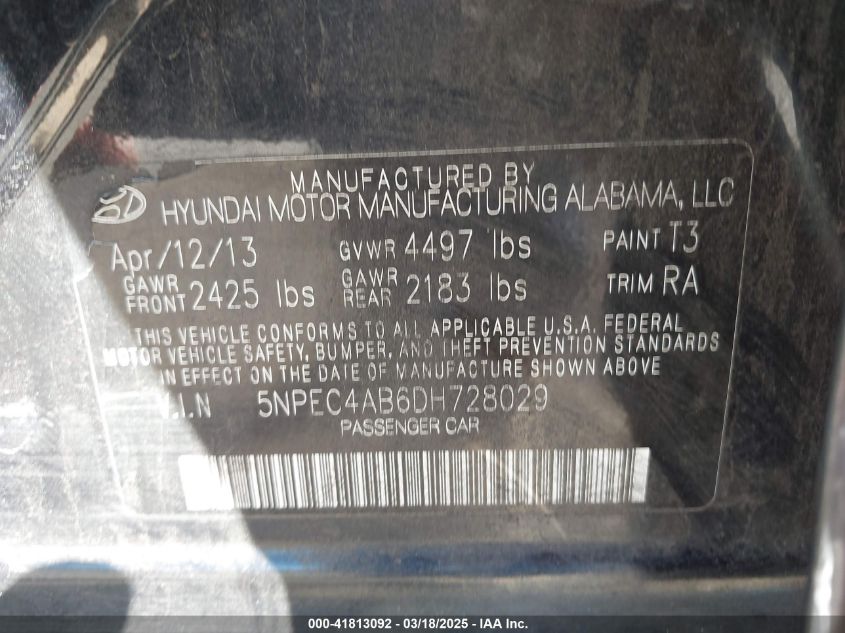 MANUFACTURED BY
HYUNDAI MOTOR MANUFACTURING ALABAMA, LLC
Apr/12/13 GVWR 4497 lbs PAINT T3
GAWR FRONT 2425 lbs GAWR REAR 2183 lbs TRIM RA
THIS VEHICLE CONFORMS TO ALL APPLICABLE U.S.A. FEDERAL
MOTOR VEHICLE SAFETY, BUMPER, AND THEFT PREVENTION STANDARDS
IN EFFECT ON THE DATE OF MANUFACTURE SHOWN ABOVE
V.I.N 5NPEC4AB6DH728029
PASSENGER CAR
000-41813092 - 03/18/2025 - IAA Inc.